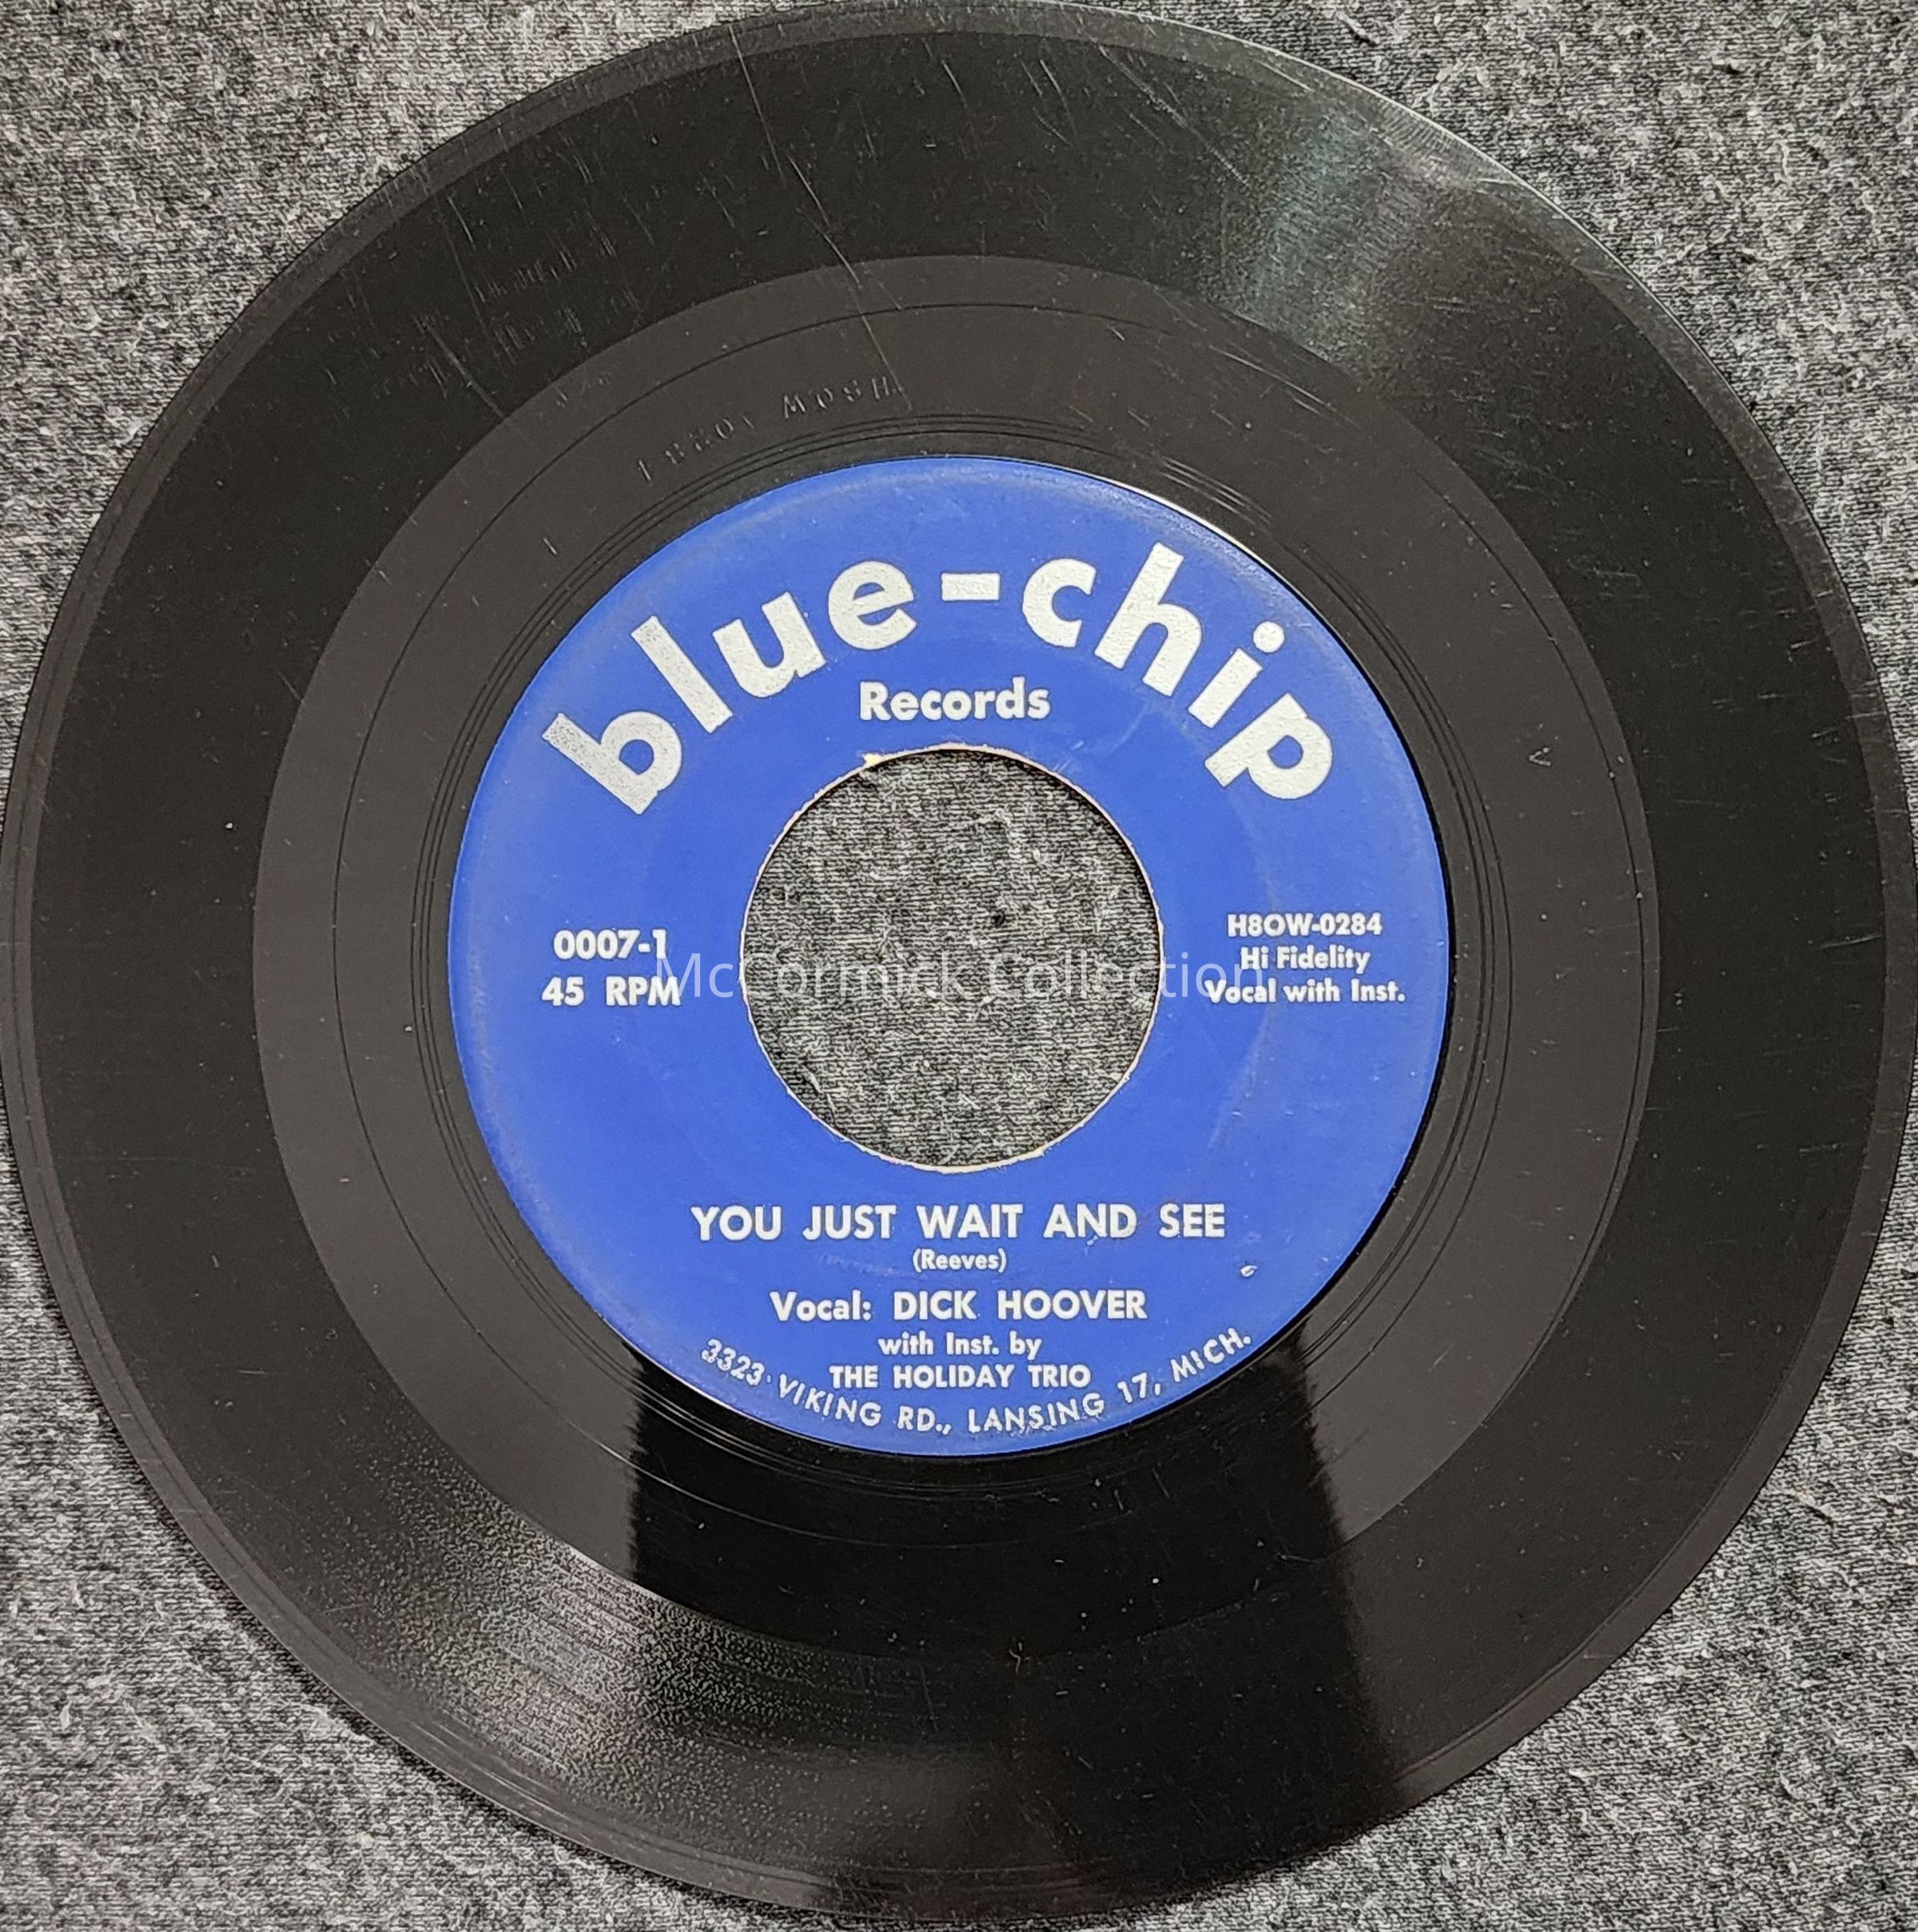 blue-chip
Records
0007-1
45 RPM
H8OW-0284
Hi Fidelity
Vocal with Inst.
McCormick Collection
YOU JUST WAIT AND SEE
(Reeves)
Vocal: DICK HOOVER
with Inst. by
THE HOLIDAY TRIO
3323 VIKING RD., LANSING 17, MICH.